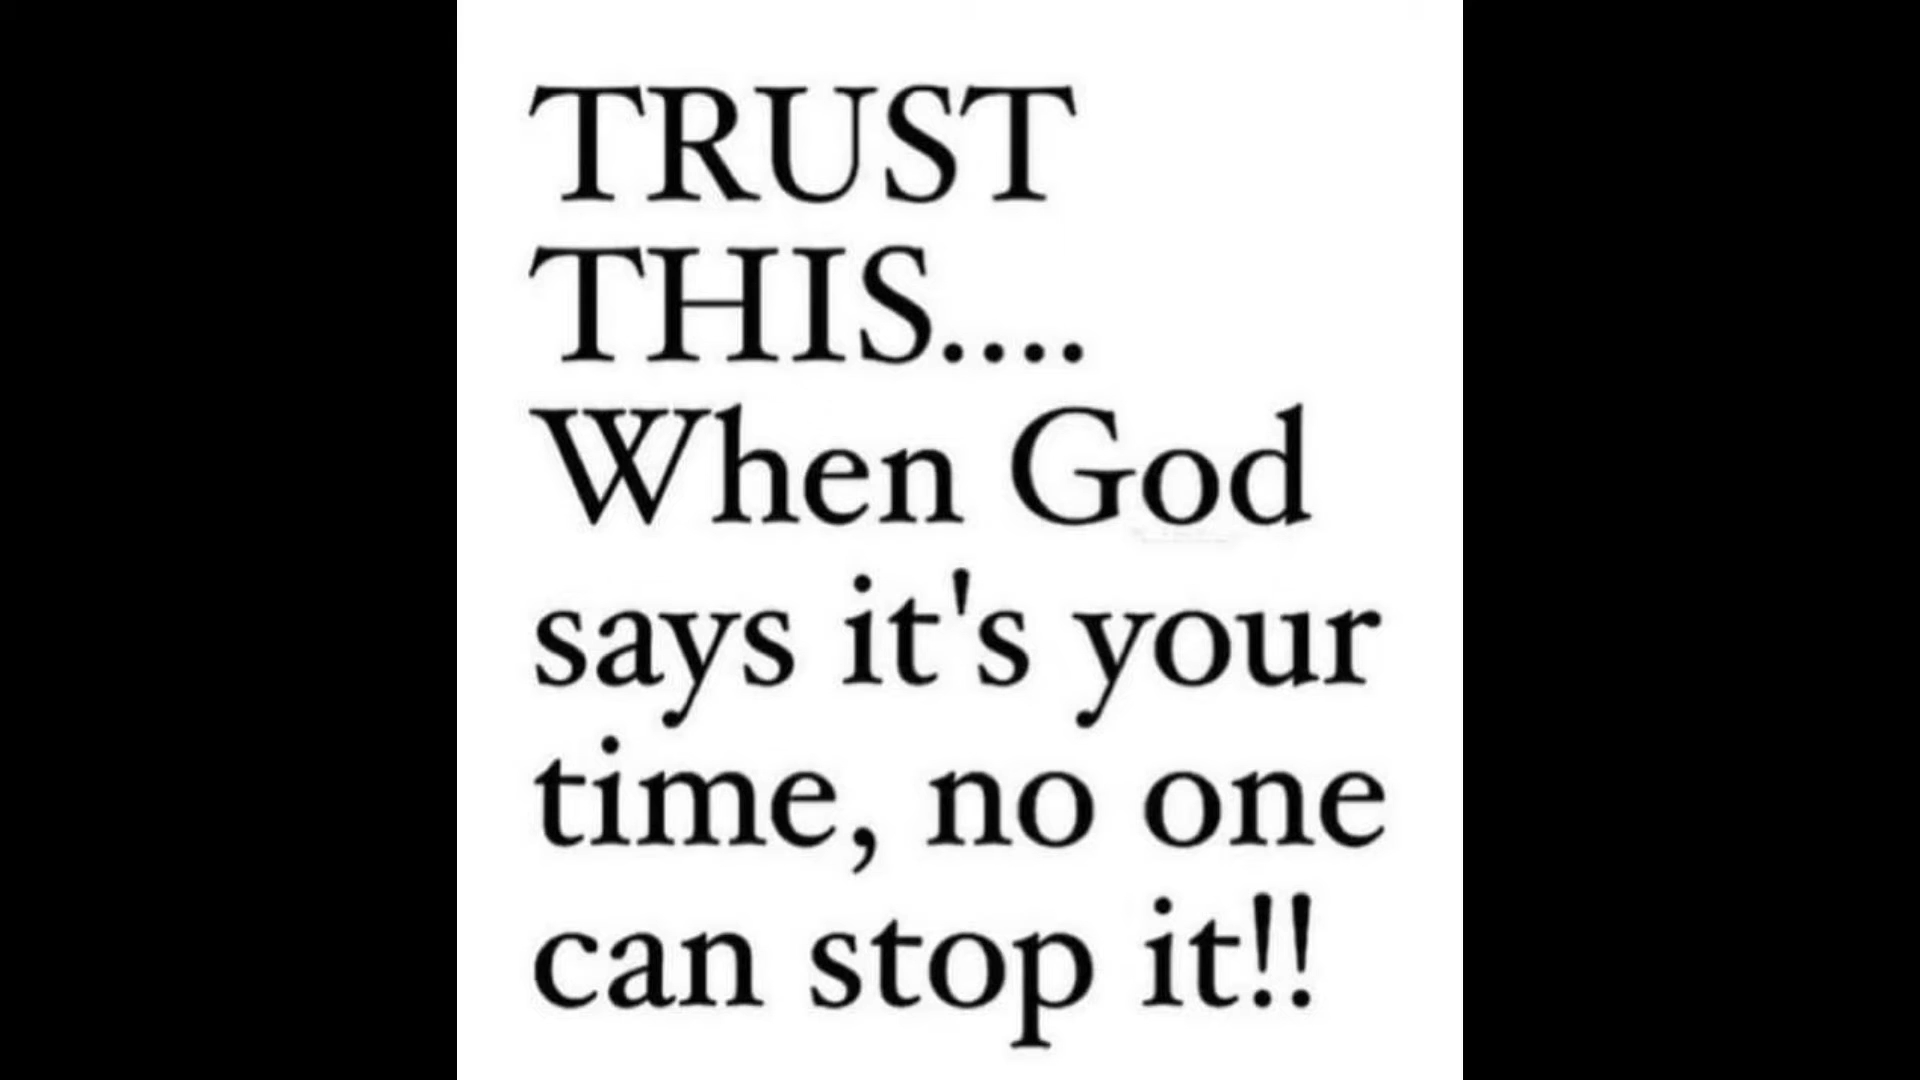 TRUST
THIS....
When God
says it's your
time, no one
can stop it!!